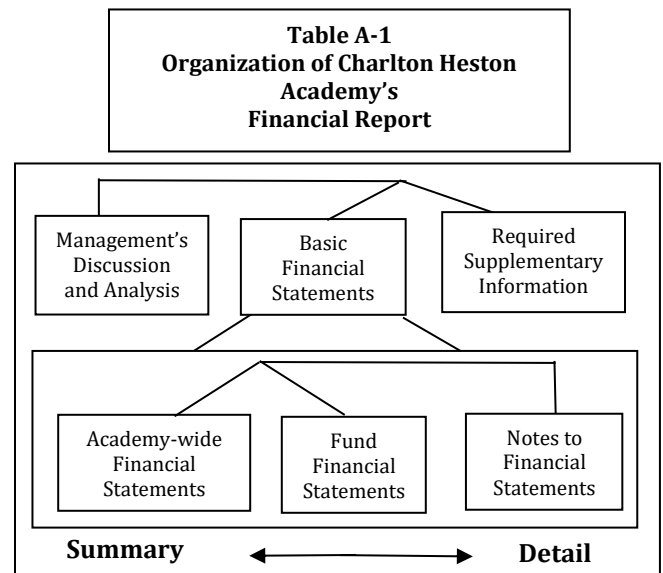 Table A-1
Organization of Charlton Heston
Academy's
Financial Report
Management's
Discussion
and Analysis
Basic
Financial
Statements
Required
Supplementary
Information
Academy-wide
Financial
Statements
Fund
Financial
Statements
Notes to
Financial
Statements
Summary
Detail